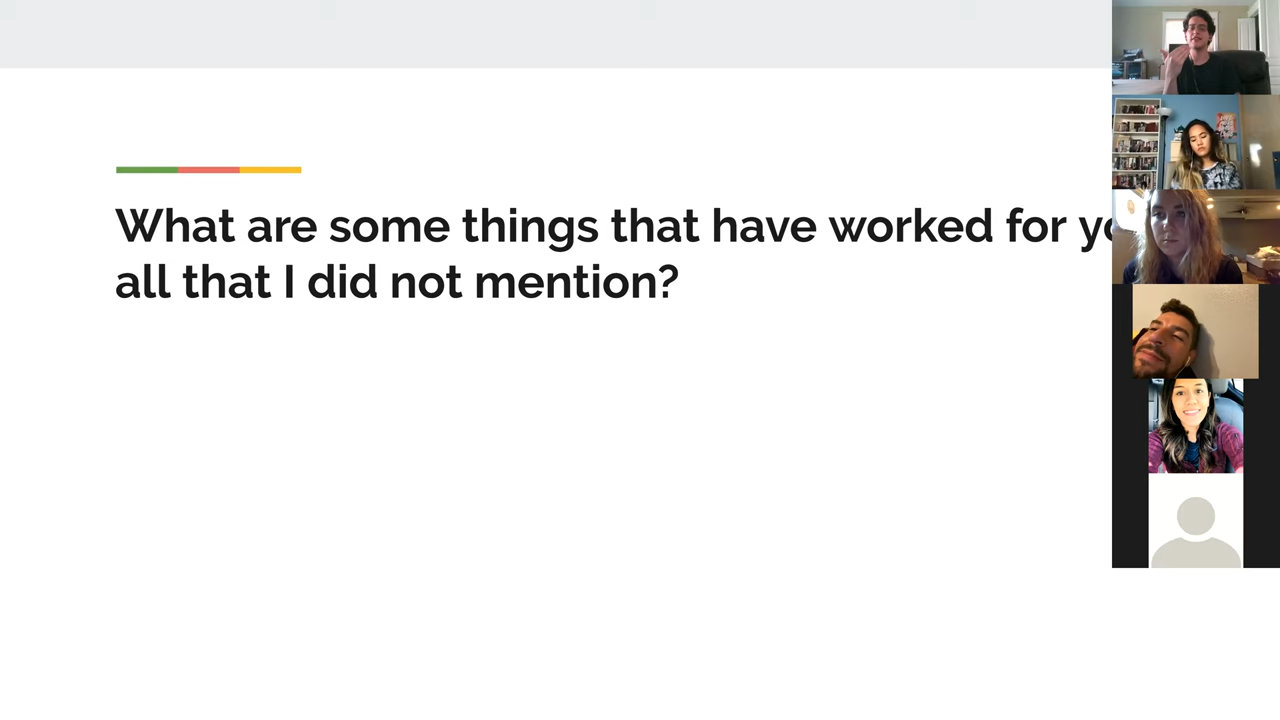 What are some things that have worked for yo
all that I did not mention?